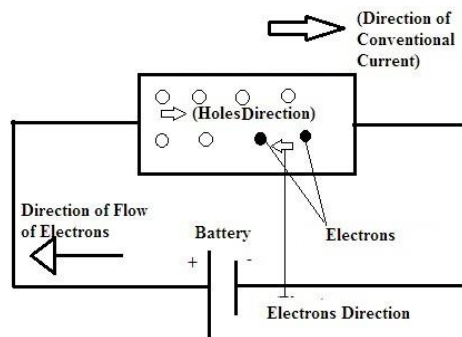 (Direction of
Conventional
Current)
(HolesDirection)
Direction of Flow
of Electrons
Battery
Electrons
+
-
Electrons Direction